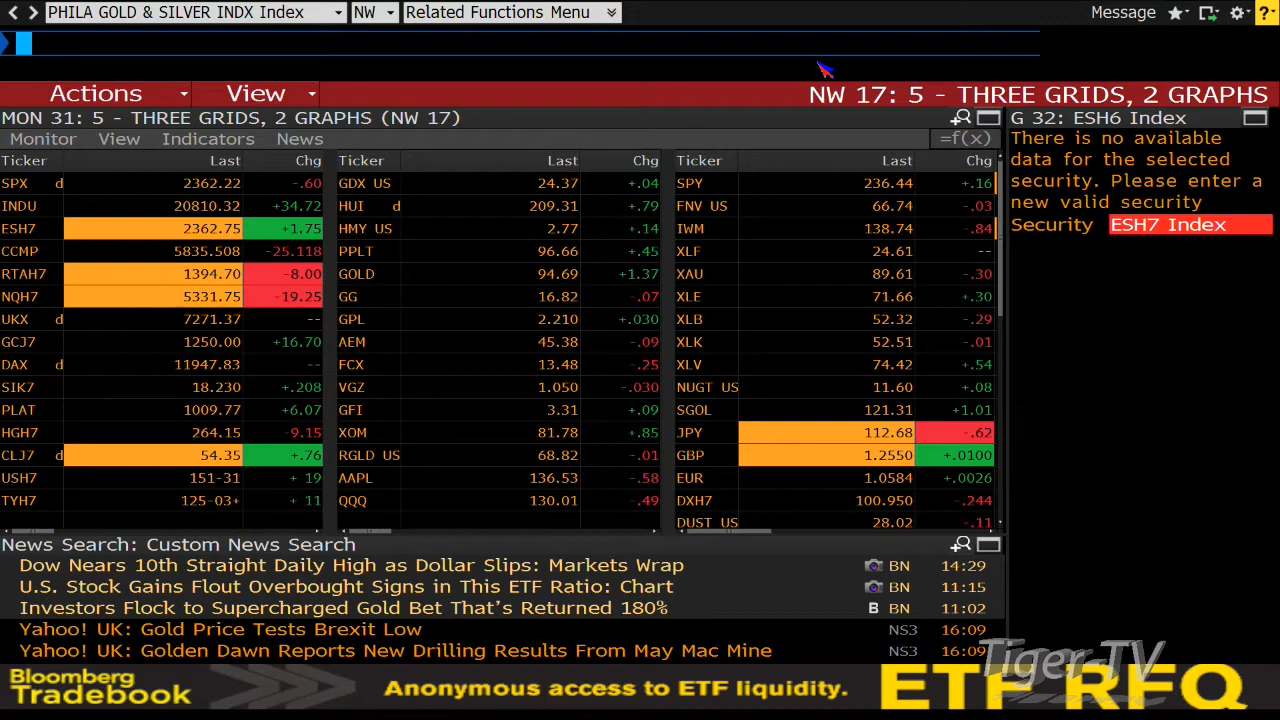 PHILA GOLD & SILVER INDX Index NW Related Functions Menu Message ?
Actions View NW 17: 5 - THREE GRIDS, 2 GRAPHS
MON 31: 5 - THREE GRIDS, 2 GRAPHS (NW 17) G 32: ESH6 Index
Monitor View Indicators News =f(x)
There is no available
data for the selected
security. Please enter a
new valid security
Security ESH7 Index
Ticker Last Chg Ticker Last Chg Ticker Last Chg
SPX d 2362.22 -.60 GDX US 24.37 +.04 SPY 236.44 +.16
INDU 20810.32 +34.72 HUI d 209.31 +.79 FNV US 66.74 -.03
ESH7 2362.75 +1.75 HMY US 2.77 +.14 IWM 138.74 -.84
CCMP 5835.508 -25.118 PPLT 96.66 +.45 XLF 24.61 --
RTAH7 1394.70 -8.00 GOLD 94.69 +1.37 XAU 89.61 -.30
NQH7 5331.75 -19.25 GG 16.82 -.07 XLE 71.66 +.30
UKX d 7271.37 -- GPL 2.210 +.030 XLB 52.32 -.29
GCJ7 1250.00 +16.70 AEM 45.38 -.09 XLK 52.51 -.01
DAX d 11947.83 -- FCX 13.48 -.25 XLV 74.42 +.54
SIK7 18.230 +.208 VGZ 1.050 -.030 NUGT US 11.60 +.08
PLAT 1009.77 +6.07 GFI 3.31 +.09 SGOL 121.31 +1.01
HGH7 264.15 -9.15 XOM 81.78 +.85 JPY 112.68 -.62
CLJ7 d 54.35 +.76 RGLD US 68.82 -.01 GBP 1.2550 +.0100
USH7 151-31 + 19 AAPL 136.53 -.58 EUR 1.0584 +.0026
TYH7 125-03+ + 11 QQQ 130.01 -.49 DXH7 100.950 -.244
DUST US 28.02 -.11
News Search: Custom News Search
Dow Nears 10th Straight Daily High as Dollar Slips: Markets Wrap BN 14:29
U.S. Stock Gains Flout Overbought Signs in This ETF Ratio: Chart BN 11:15
Investors Flock to Supercharged Gold Bet That's Returned 180% B BN 11:02
Yahoo! UK: Gold Price Tests Brexit Low NS3 16:09
Yahoo! UK: Golden Dawn Reports New Drilling Results From May Mac Mine NS3 16:09
Tiger-TV
Bloomberg
Tradebook
Anonymous access to ETF liquidity.
ETF RFQ